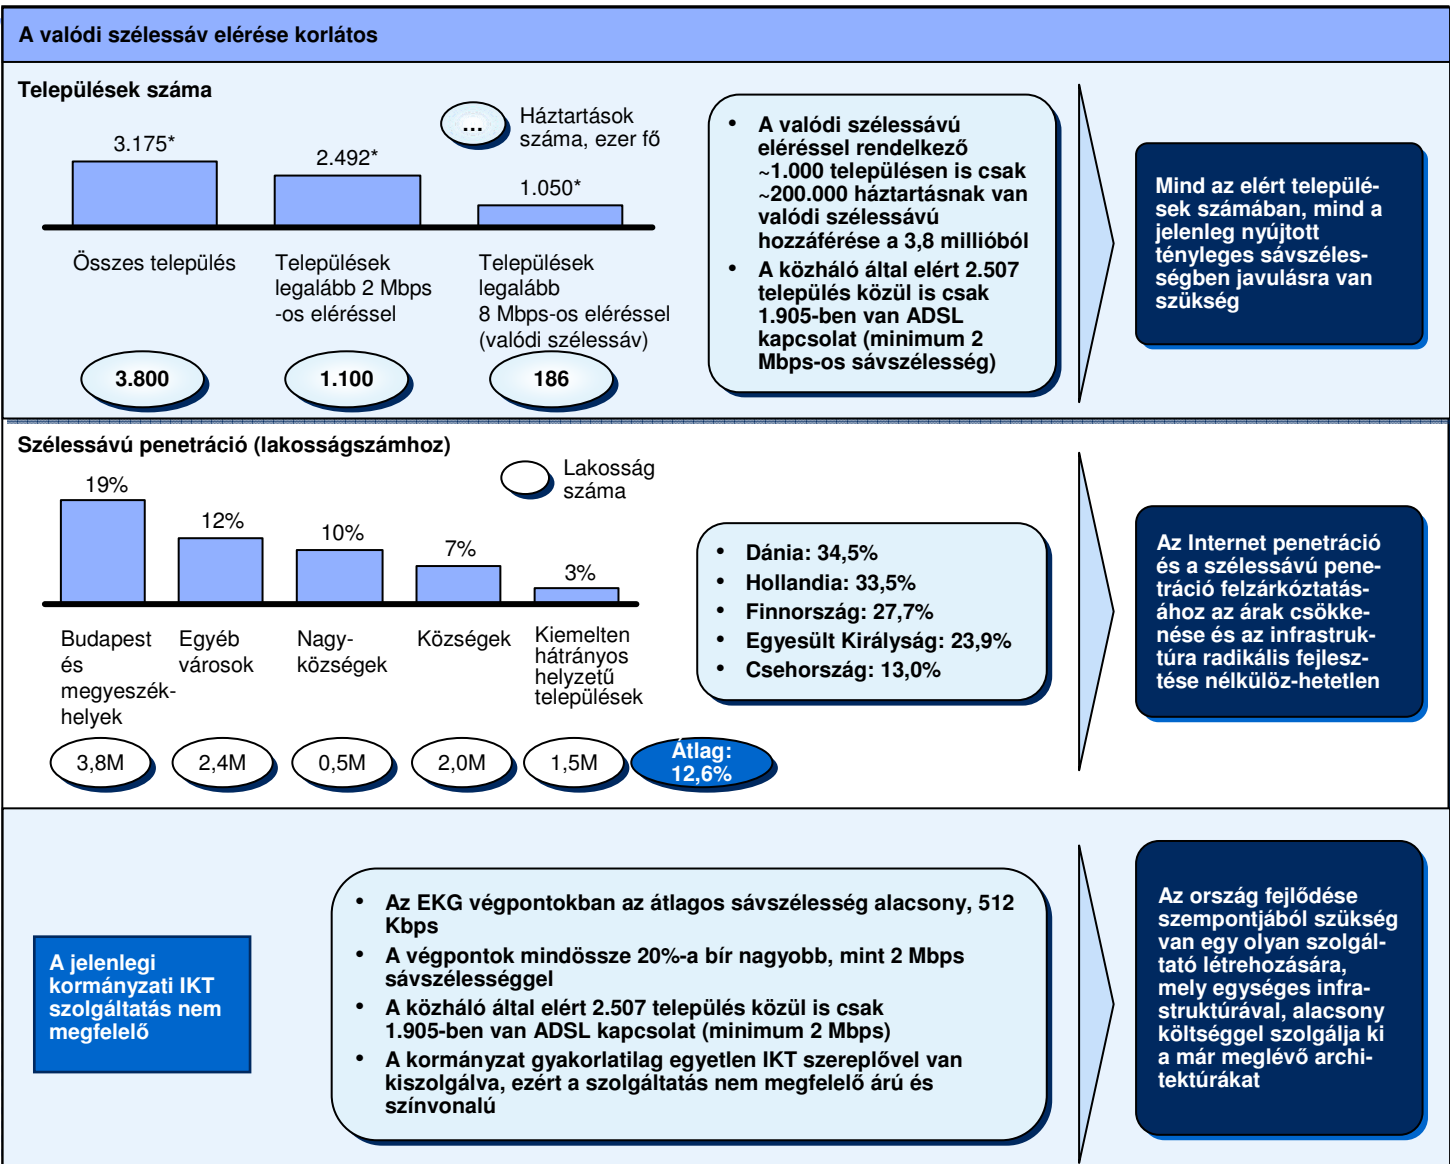 A valódi szélessáv elérése korlátos
Települések száma
...
Háztartások
száma, ezer fő
3.175*
2.492*
1.050*
Összes település
Települések
legalább 2 Mbps
-os eléréssel
Települések
legalább
8 Mbps-os eléréssel
(valódi szélessáv)
3.800
1.100
186
• A valódi szélessávú
eléréssel rendelkező
~1.000 településen is csak
~200.000 háztartásnak van
valódi szélessávú
hozzáférése a 3,8 millióból
• A közháló által elért 2.507
település közül is csak
1.905-ben van ADSL
kapcsolat (minimum 2
Mbps-os sávszélesség)
Mind az elért települé-
sek számában, mind a
jelenleg nyújtott
tényleges sávszéles-
ségben javulásra van
szükség
Szélessávú penetráció (lakosságszámhoz)
Lakosság
száma
19%
12%
10%
7%
3%
Budapest
és
megyeszék-
helyek
Egyéb
városok
Nagy-
községek
Községek
Kiemelten
hátrányos
helyzetű
települések
3,8M
2,4M
0,5M
2,0M
1,5M
Átlag:
12,6%
• Dánia: 34,5%
• Hollandia: 33,5%
• Finnország: 27,7%
• Egyesült Királyság: 23,9%
• Csehország: 13,0%
Az Internet penetráció
és a szélessávú pene-
tráció felzárkóztatás-
ához az árak csökke-
nése és az infrastruk-
túra radikális fejlesz-
tése nélkülöz-hetetlen
A jelenlegi
kormányzati IKT
szolgáltatás nem
megfelelő
• Az EKG végpontokban az átlagos sávszélesség alacsony, 512
Kbps
• A végpontok mindössze 20%-a bír nagyobb, mint 2 Mbps
sávszélességgel
• A közháló által elért 2.507 település közül is csak
1.905-ben van ADSL kapcsolat (minimum 2 Mbps)
• A kormányzat gyakorlatilag egyetlen IKT szereplővel van
kiszolgálva, ezért a szolgáltatás nem megfelelő árú és
színvonalú
Az ország fejlődése
szempontjából szükség
van egy olyan szolgál-
tató létrehozására,
mely egységes infra-
struktúrával, alacsony
költséggel szolgálja ki
a már meglévő archi-
tektúrákat